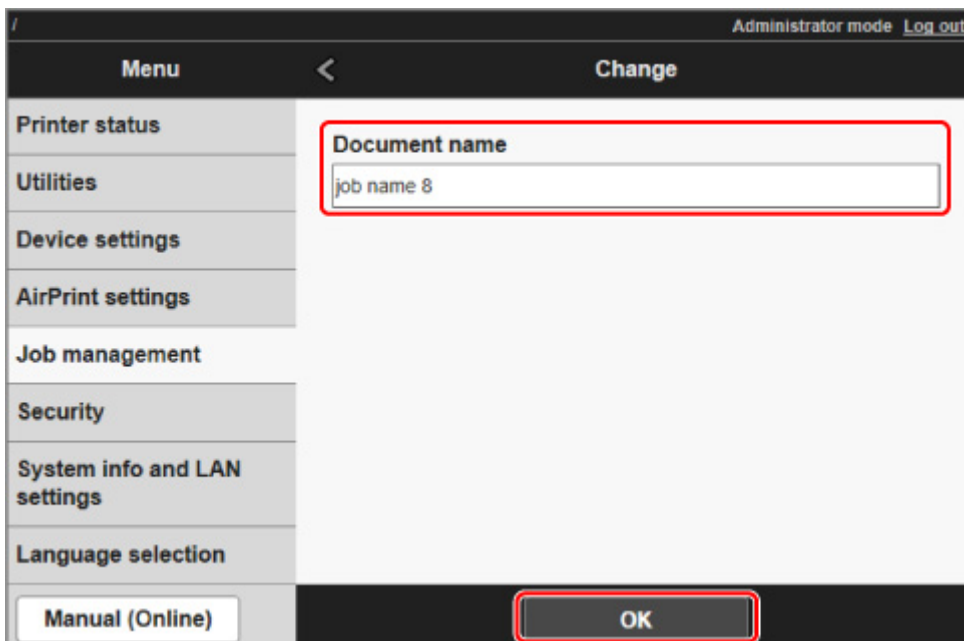 /
Administrator mode Log out
Menu
Change
Printer status
Utilities
Device settings
AirPrint settings
Job management
Security
System info and LAN
settings
Language selection
Manual (Online)
Document name
job name 8
OK